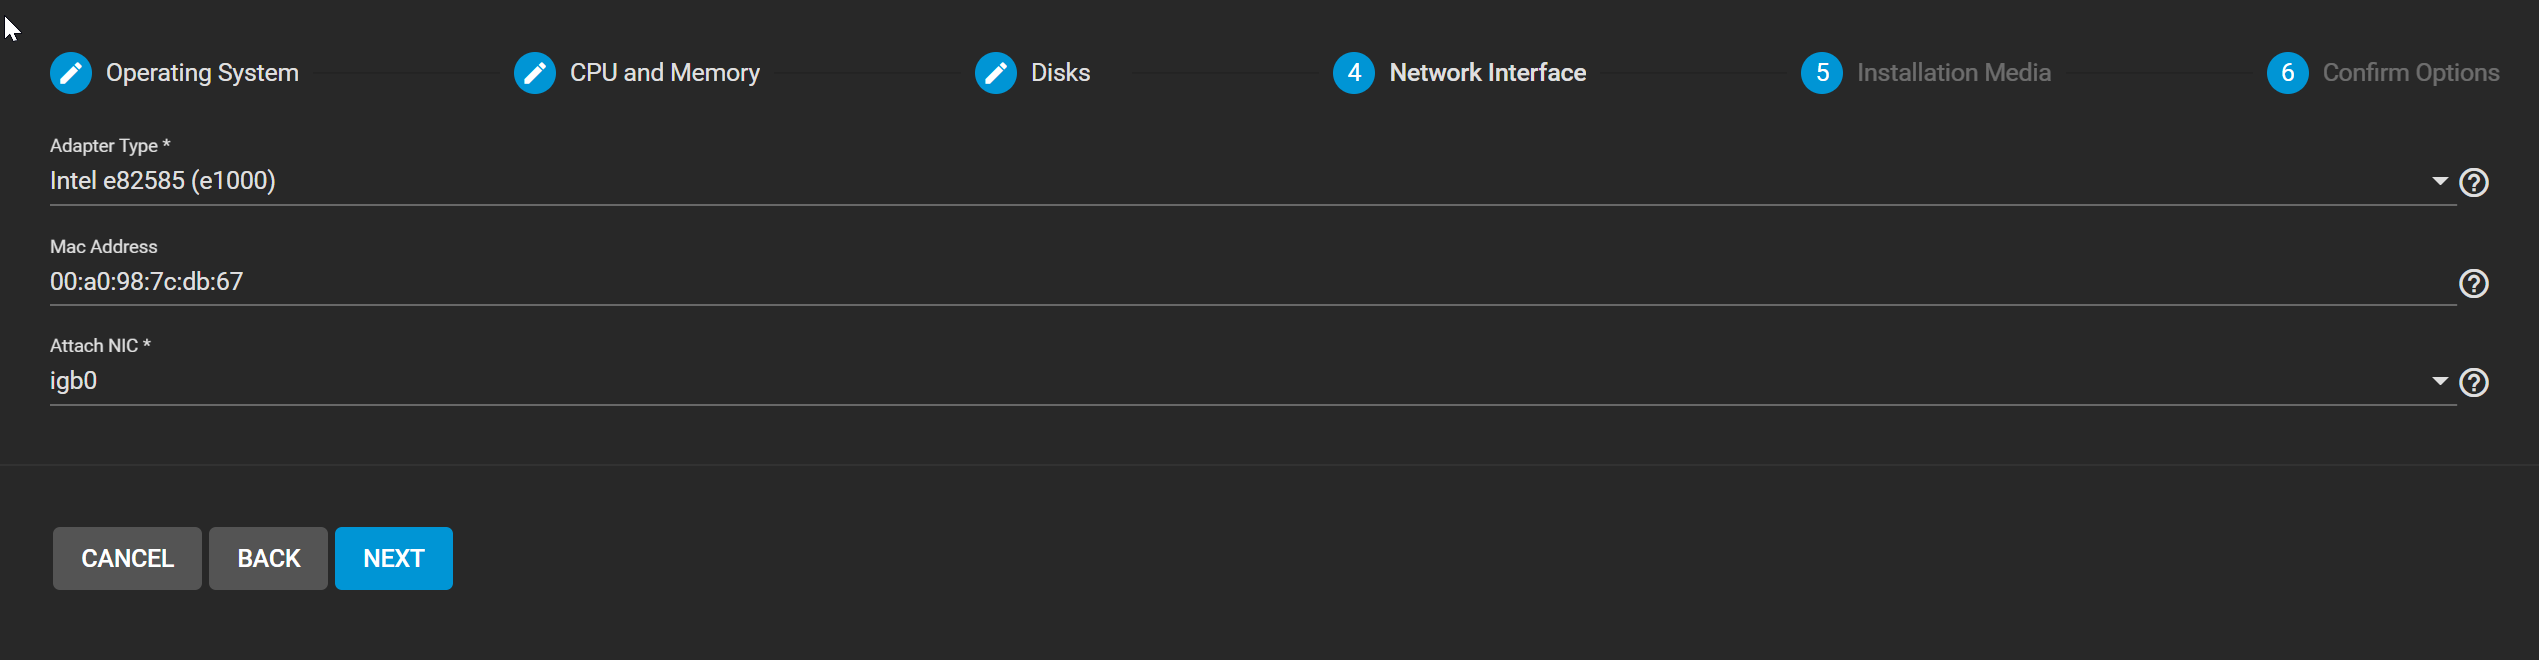 Operating System CPU and Memory Disks 4 Network Interface 5 Installation Media 6 Confirm Options
Adapter Type *
Intel e82585 (e1000)
Mac Address
00:a0:98:7c:db:67
Attach NIC *
igb0
CANCEL BACK NEXT